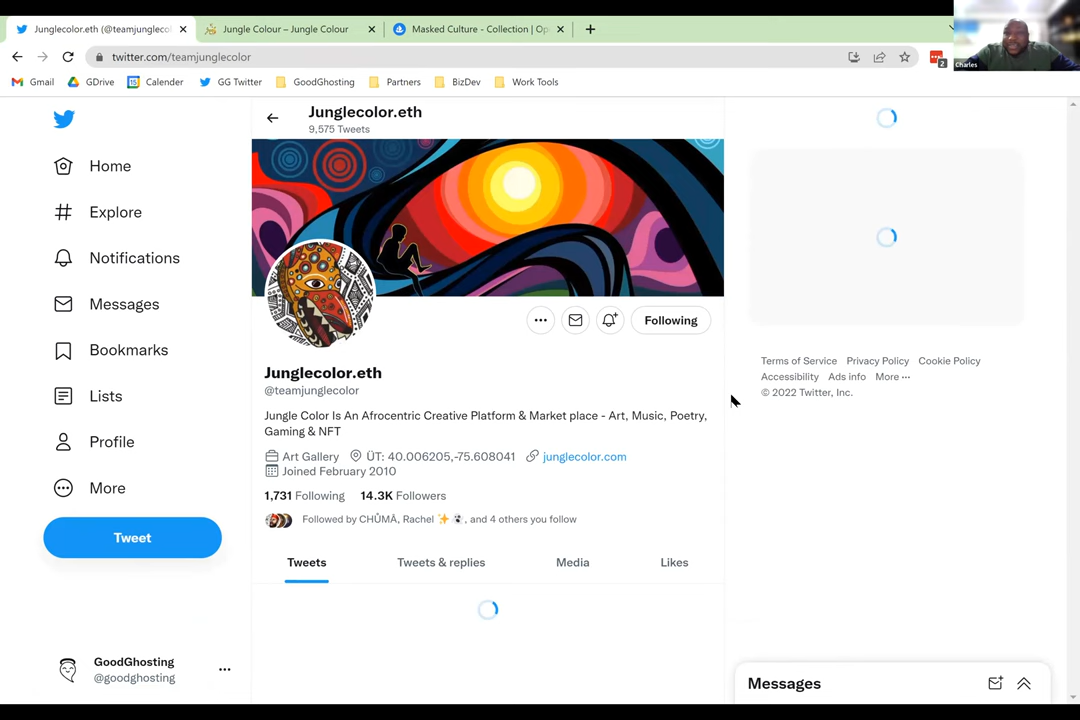 Junglecolor.eth (@teamjunglecol
Jungle Colour – Jungle Colour
Masked Culture - Collection | Op
twitter.com/teamjunglecolor
2
Charles
Gmail
GDrive
Calender
GG Twitter
GoodGhosting
Partners
BizDev
Work Tools
Home
Explore
Notifications
Messages
Bookmarks
Lists
Profile
More
Tweet
GoodGhosting
@goodghosting
Junglecolor.eth
9,575 Tweets
Following
Junglecolor.eth
@teamjunglecolor
Jungle Color Is An Afrocentric Creative Platform & Market place - Art, Music, Poetry,
Gaming & NFT
Art Gallery ÜT: 40.006205,-75.608041 junglecolor.com
Joined February 2010
1,731 Following 14.3K Followers
Followed by CHŪMĀ, Rachel ✨ , and 4 others you follow
Tweets Tweets & replies Media Likes
Terms of Service Privacy Policy Cookie Policy
Accessibility Ads info More ···
© 2022 Twitter, Inc.
Messages